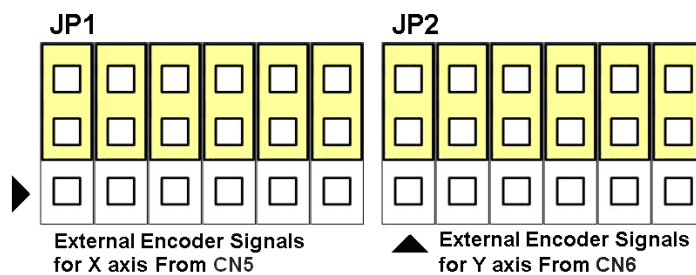 JP1
JP2
External Encoder Signals
for X axis From CN5
External Encoder Signals
for Y axis From CN6